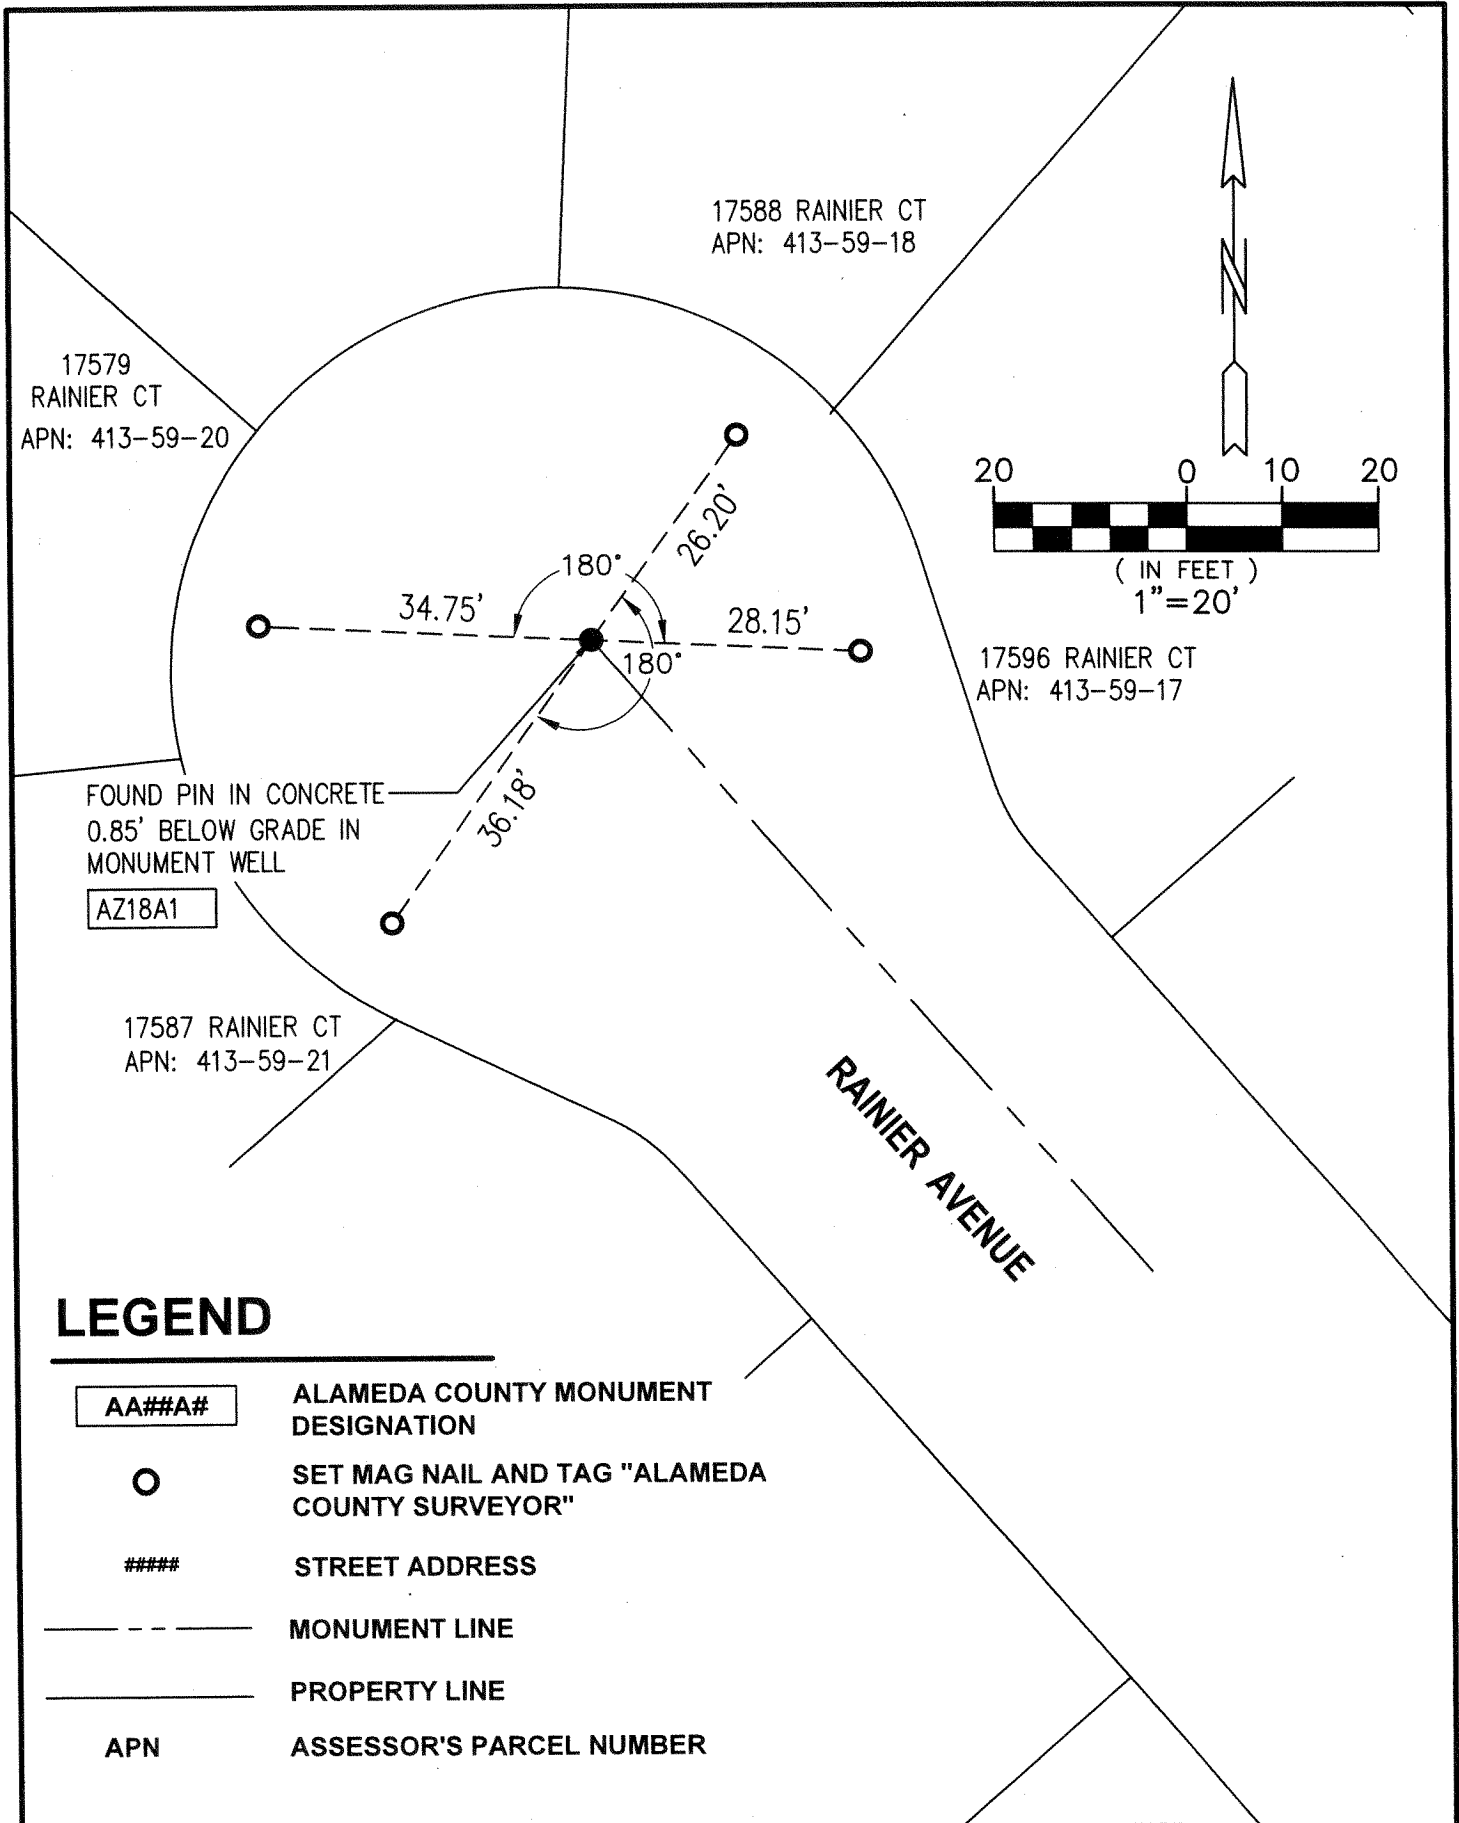 17588 RAINIER CT
APN: 413-59-18
N
17579
RAINIER CT
APN: 413-59-20
20 0 10 20
( IN FEET )
1"=20'
26.20'
180°
34.75'
28.15'
180°
17596 RAINIER CT
APN: 413-59-17
FOUND PIN IN CONCRETE
0.85' BELOW GRADE IN
MONUMENT WELL
AZ18A1
36.18'
17587 RAINIER CT
APN: 413-59-21
RAINIER AVENUE
LEGEND
AA##A# ALAMEDA COUNTY MONUMENT
DESIGNATION
SET MAG NAIL AND TAG "ALAMEDA
COUNTY SURVEYOR"
##### STREET ADDRESS
MONUMENT LINE
PROPERTY LINE
APN ASSESSOR'S PARCEL NUMBER